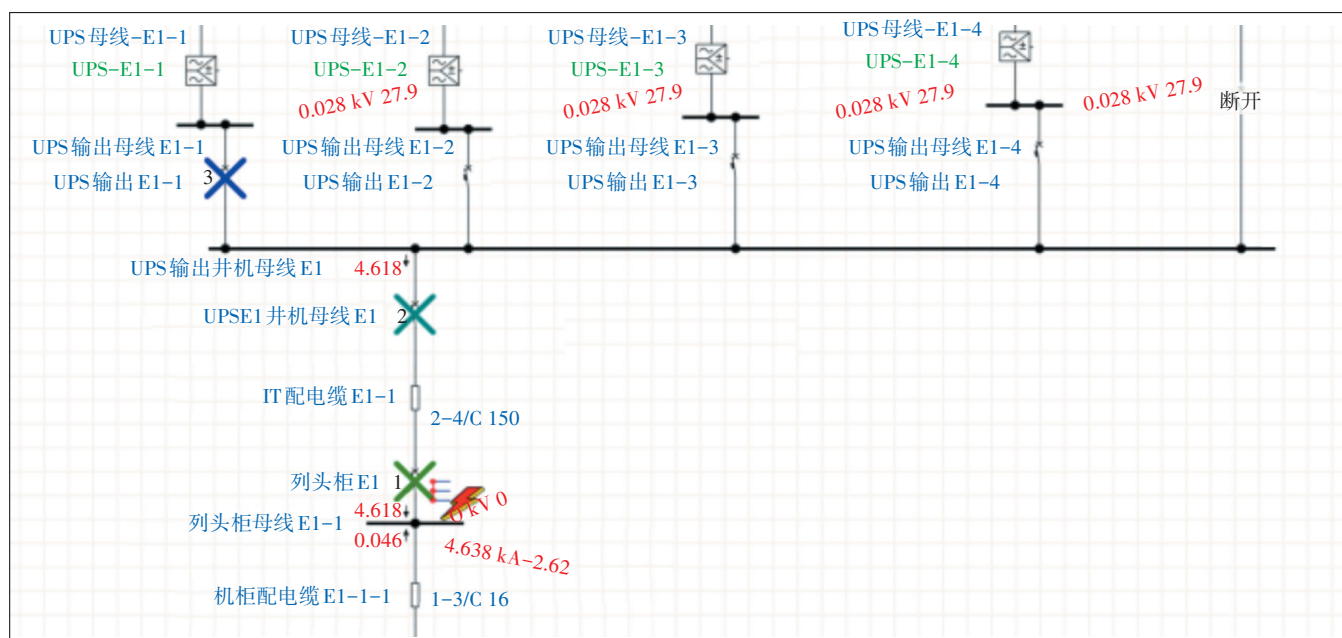 UPS母线-E1-1
UPS-E1-1
UPS母线-E1-2
UPS-E1-2
0.028 kV 27.9
UPS母线-E1-3
UPS-E1-3
0.028 kV 27.9
UPS母线-E1-4
UPS-E1-4
0.028 kV 27.9
0.028 kV 27.9
断开
UPS输出母线E1-1
UPS输出E1-1
3
UPS输出母线E1-2
UPS输出E1-2
UPS输出母线E1-3
UPS输出E1-3
UPS输出母线E1-4
UPS输出E1-4
UPS输出井机母线E1
4.618
UPSE1井机母线E1
2
IT配电缆E1-1
2-4/C 150
列头柜E1
1
4.618
0 kV 0
列头柜母线E1-1
0.046
4.638 kA-2.62
机柜配电缆E1-1-1
1-3/C 16